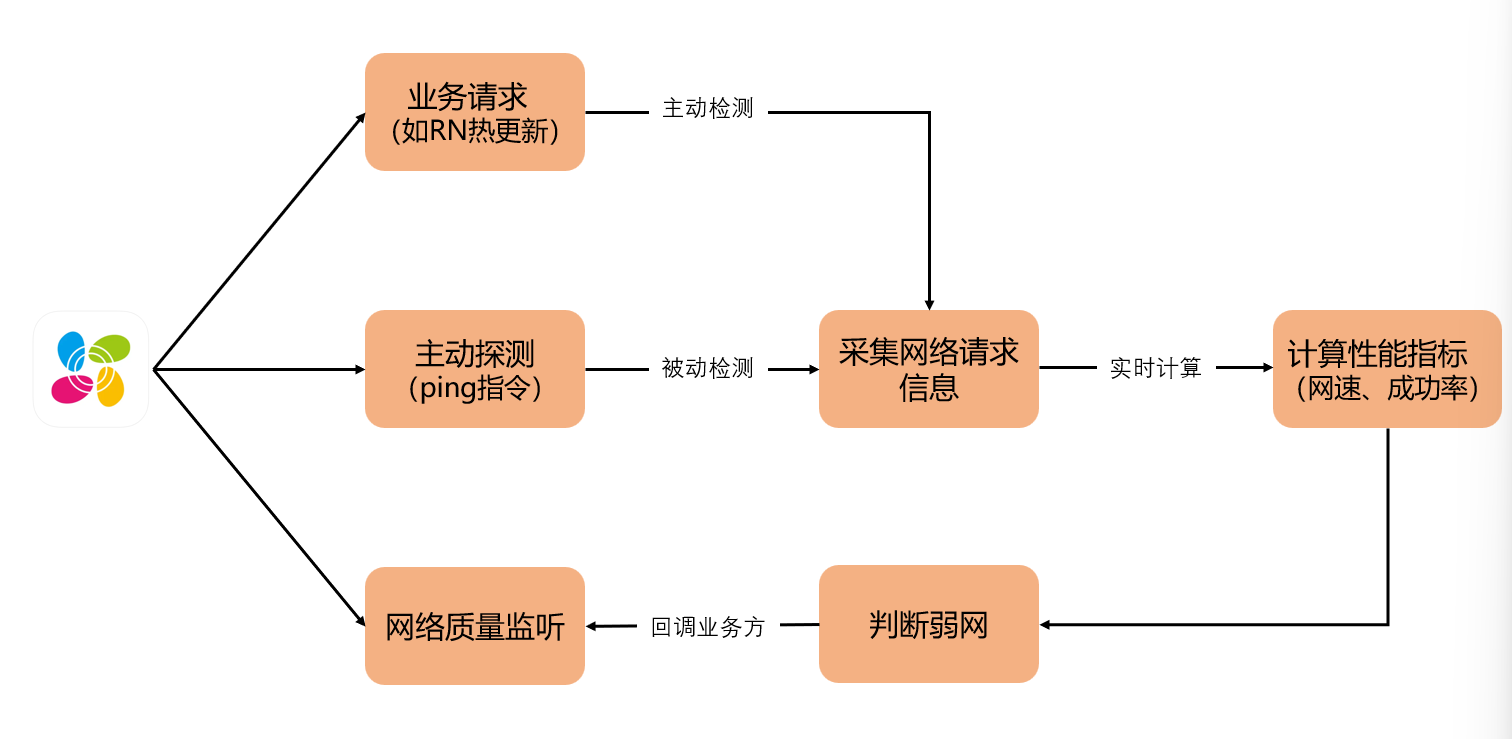 业务请求
（如RN热更新）
主动检测
主动探测
（ping指令）
被动检测
采集网络请求
信息
实时计算
计算性能指标
（网速、成功率）
网络质量监听
回调业务方
判断弱网